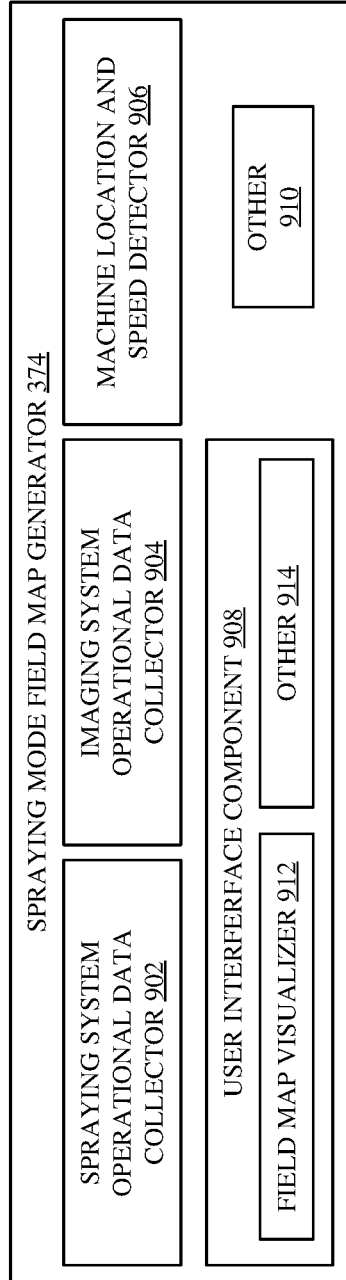 SPRAYING MODE FIELD MAP GENERATOR 374
SPRAYING SYSTEM
OPERATIONAL DATA
COLLECTOR 902
IMAGING SYSTEM
OPERATIONAL DATA
COLLECTOR 904
MACHINE LOCATION AND
SPEED DETECTOR 906
USER INTERFERFACE COMPONENT 908
FIELD MAP VISUALIZER 912
OTHER 914
OTHER
910